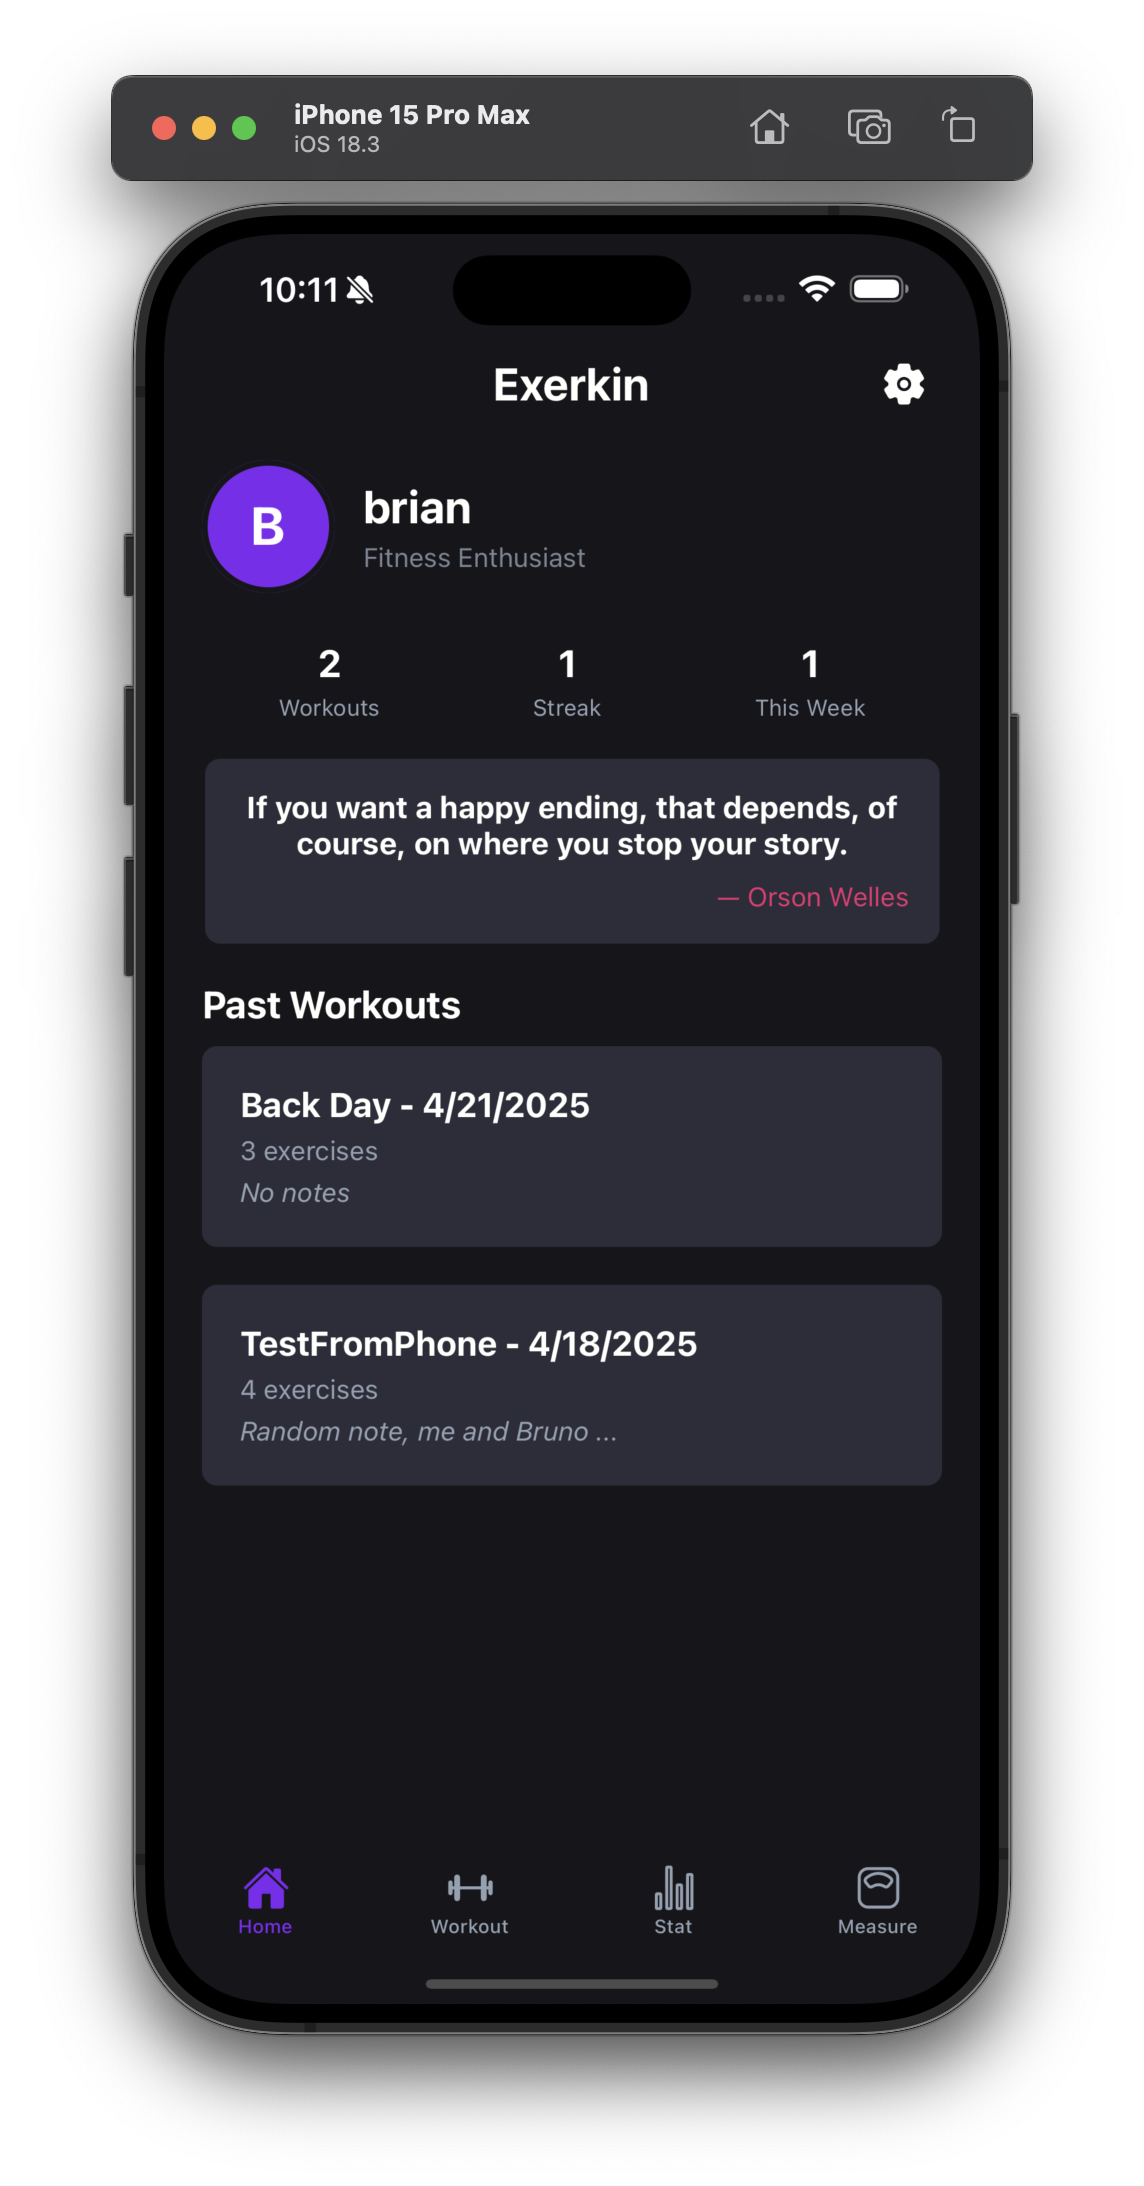 iPhone 15 Pro Max
iOS 18.3
10:11
Exerkin
B
brian
Fitness Enthusiast
2 1 1
Workouts Streak This Week
If you want a happy ending, that depends, of
course, on where you stop your story.
— Orson Welles
Past Workouts
Back Day - 4/21/2025
3 exercises
No notes
TestFromPhone - 4/18/2025
4 exercises
Random note, me and Bruno ...
Home Workout Stat Measure